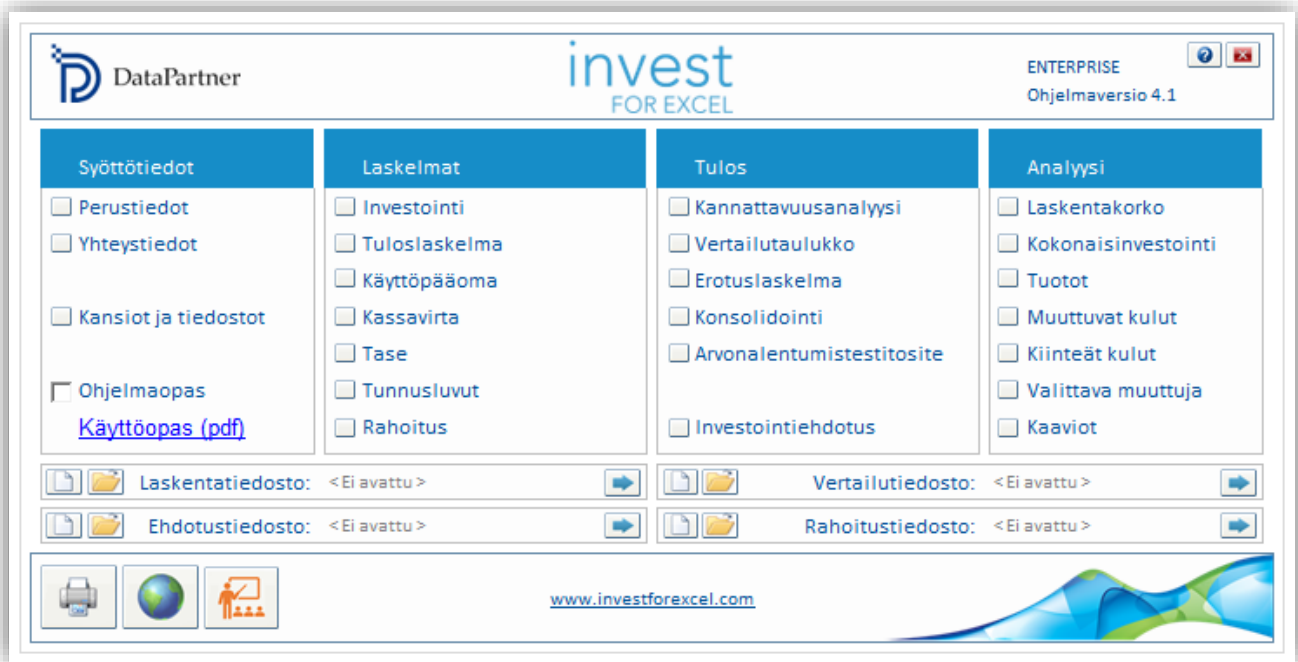 DataPartner
invest
FOR EXCEL
ENTERPRISE
Ohjelmaversio 4.1
Syöttötiedot
Perustiedot
Yhteystiedot
Kansiot ja tiedostot
Ohjelmaopas
Käyttöopas (pdf)
Laskelmat
Investointi
Tuloslaskelma
Käyttöpääoma
Kassavirta
Tase
Tunnusluvut
Rahoitus
Tulos
Kannattavuusanalyysi
Vertailutaulukko
Erotuslaskelma
Konsolidointi
Arvonalentumistestitosite
Investointiehdotus
Analyysi
Laskentakorko
Kokonaisinvestointi
Tuotot
Muuttuvat kulut
Kiinteät kulut
Valittava muuttuja
Kaaviot
Laskentatiedosto: <Ei avattu>
Vertailutiedosto: <Ei avattu>
Ehdotustiedosto: <Ei avattu>
Rahoitustiedosto: <Ei avattu>
www.investforexcel.com